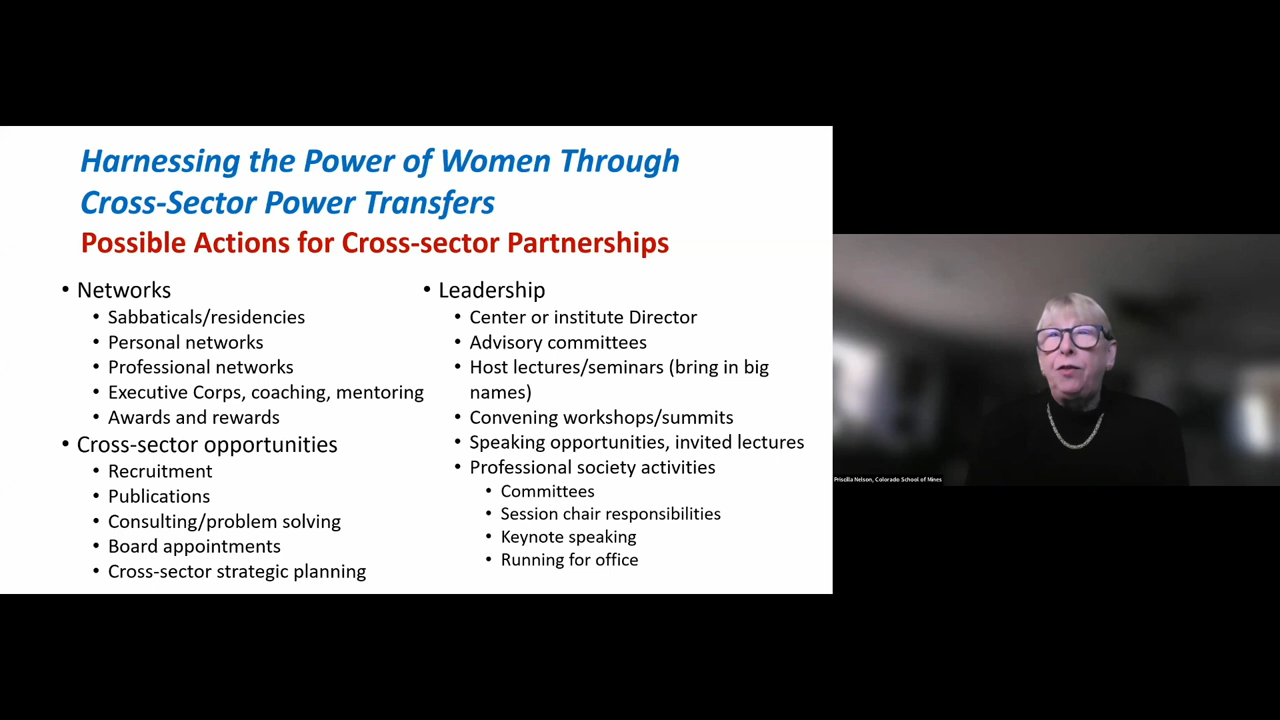 Harnessing the Power of Women Through
Cross-Sector Power Transfers
Possible Actions for Cross-sector Partnerships
• Networks
• Sabbaticals/residencies
• Personal networks
• Professional networks
• Executive Corps, coaching, mentoring
• Awards and rewards
• Cross-sector opportunities
• Recruitment
• Publications
• Consulting/problem solving
• Board appointments
• Cross-sector strategic planning
• Leadership
• Center or institute Director
• Advisory committees
• Host lectures/seminars (bring in big
names)
• Convening workshops/summits
• Speaking opportunities, invited lectures
• Professional society activities
• Committees
• Session chair responsibilities
• Keynote speaking
• Running for office
Priscilla Nelson, Colorado School of Mines